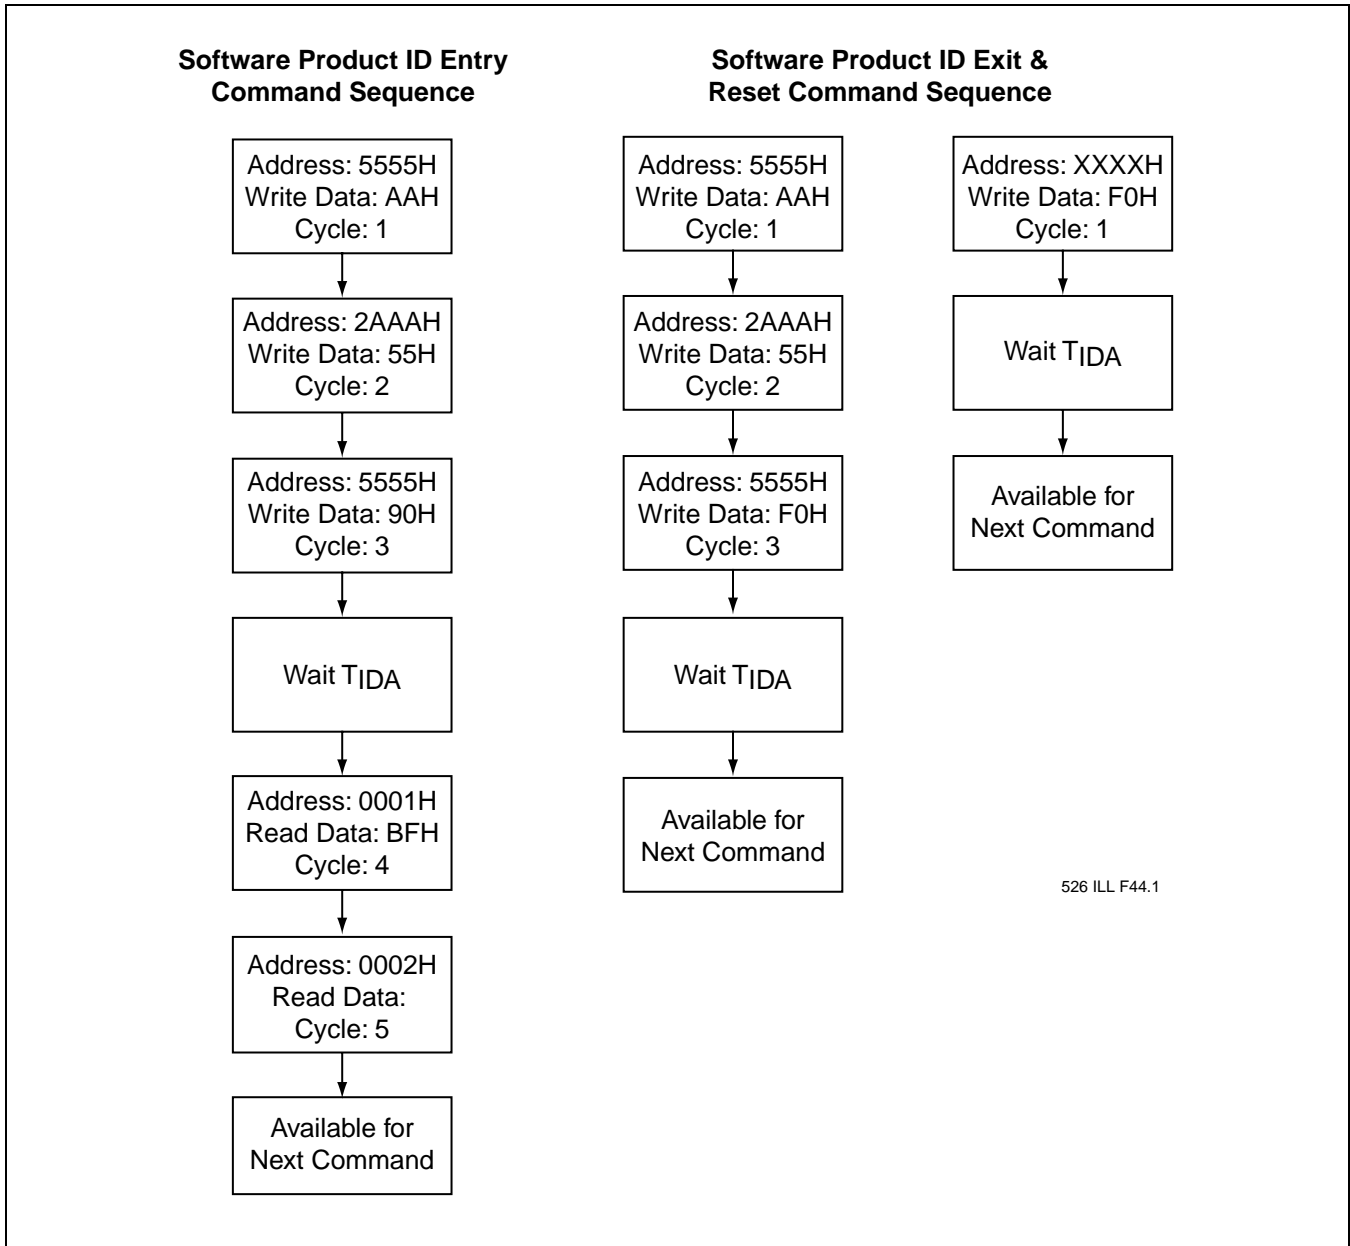 Software Product ID Entry
Command Sequence
Address: 5555H
Write Data: AAH
Cycle: 1
Address: 2AAAH
Write Data: 55H
Cycle: 2
Address: 5555H
Write Data: 90H
Cycle: 3
Wait TIDA
Address: 0001H
Read Data: BFH
Cycle: 4
Address: 0002H
Read Data:
Cycle: 5
Available for
Next Command
Software Product ID Exit &
Reset Command Sequence
Address: 5555H
Write Data: AAH
Cycle: 1
Address: 2AAAH
Write Data: 55H
Cycle: 2
Address: 5555H
Write Data: F0H
Cycle: 3
Wait TIDA
Available for
Next Command
Address: XXXXH
Write Data: F0H
Cycle: 1
Wait TIDA
Available for
Next Command
526 ILL F44.1